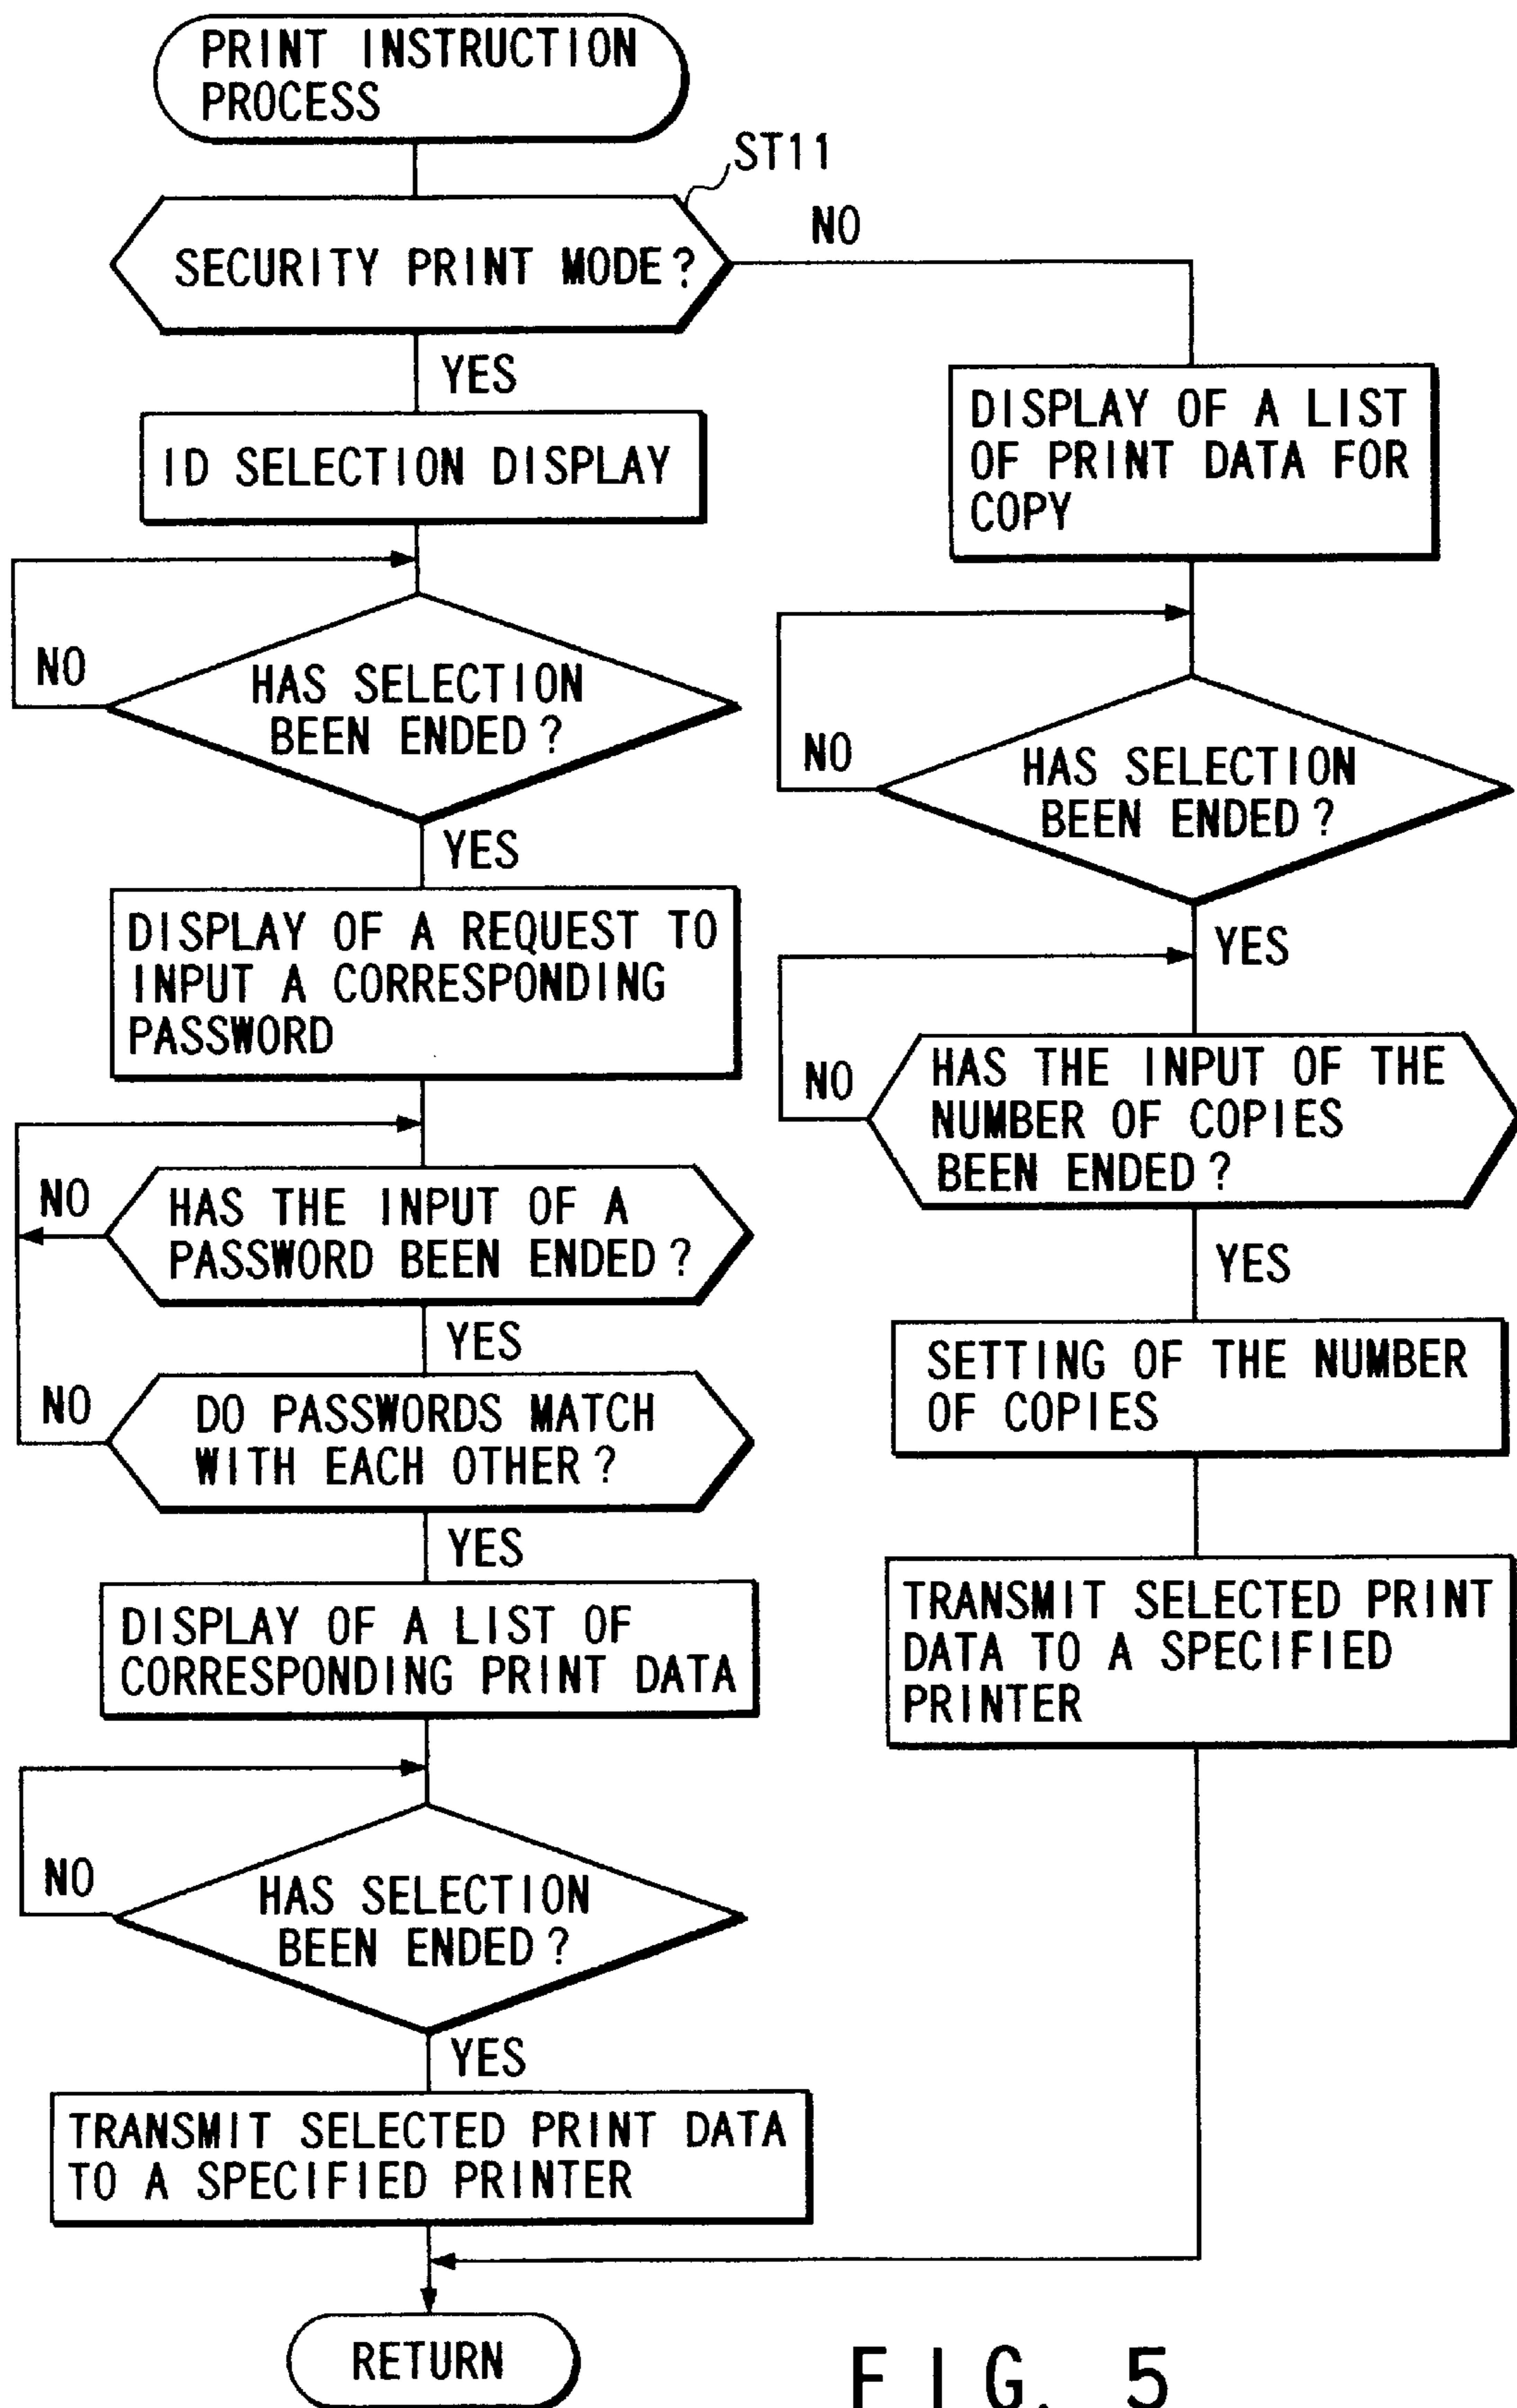 PRINT INSTRUCTION
PROCESS
ST11
SECURITY PRINT MODE?
NO
YES
ID SELECTION DISPLAY
NO
HAS SELECTION
BEEN ENDED?
YES
DISPLAY OF A REQUEST TO
INPUT A CORRESPONDING
PASSWORD
NO
HAS THE INPUT OF A
PASSWORD BEEN ENDED?
YES
NO
DO PASSWORDS MATCH
WITH EACH OTHER?
YES
DISPLAY OF A LIST OF
CORRESPONDING PRINT DATA
NO
HAS SELECTION
BEEN ENDED?
YES
TRANSMIT SELECTED PRINT DATA
TO A SPECIFIED PRINTER
RETURN
DISPLAY OF A LIST
OF PRINT DATA FOR
COPY
NO
HAS SELECTION
BEEN ENDED?
YES
NO
HAS THE INPUT OF THE
NUMBER OF COPIES
BEEN ENDED?
YES
SETTING OF THE NUMBER
OF COPIES
TRANSMIT SELECTED PRINT
DATA TO A SPECIFIED
PRINTER
FIG. 5